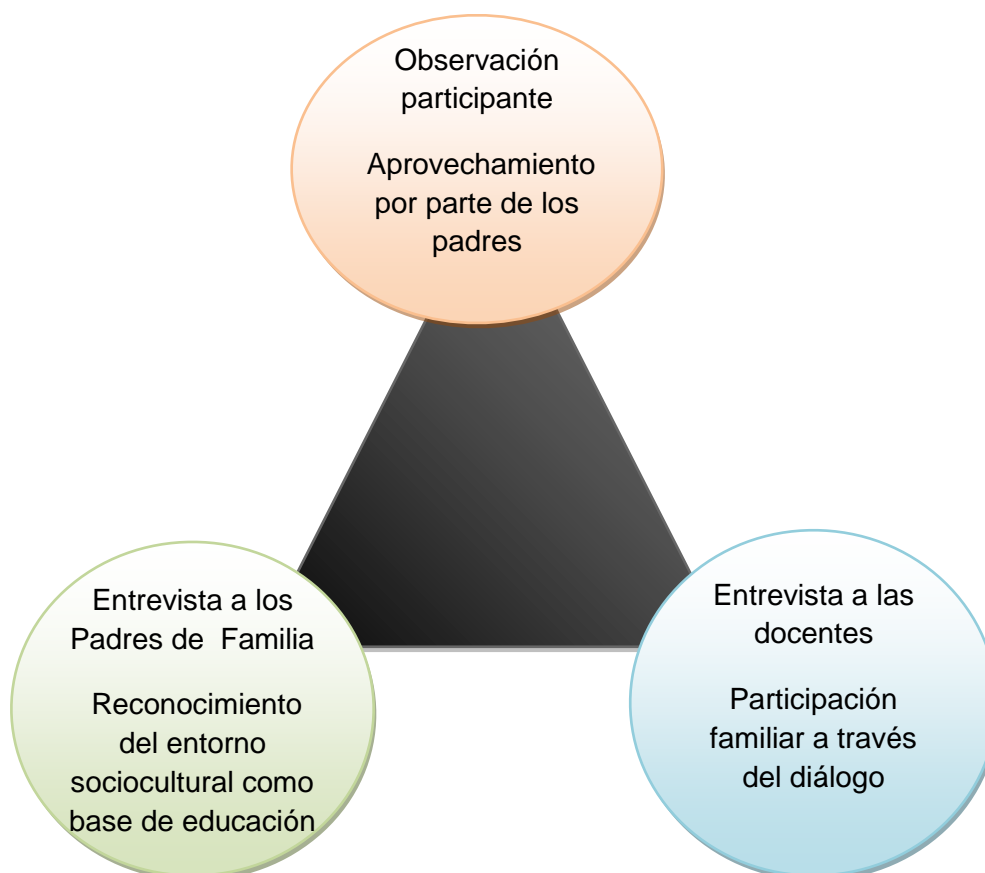 Observación
participante
Aprovechamiento
por parte de los
padres
Entrevista a los
Padres de  Familia
Reconocimiento
del entorno
sociocultural como
base de educación
Entrevista a las
docentes
Participación
familiar a través
del diálogo